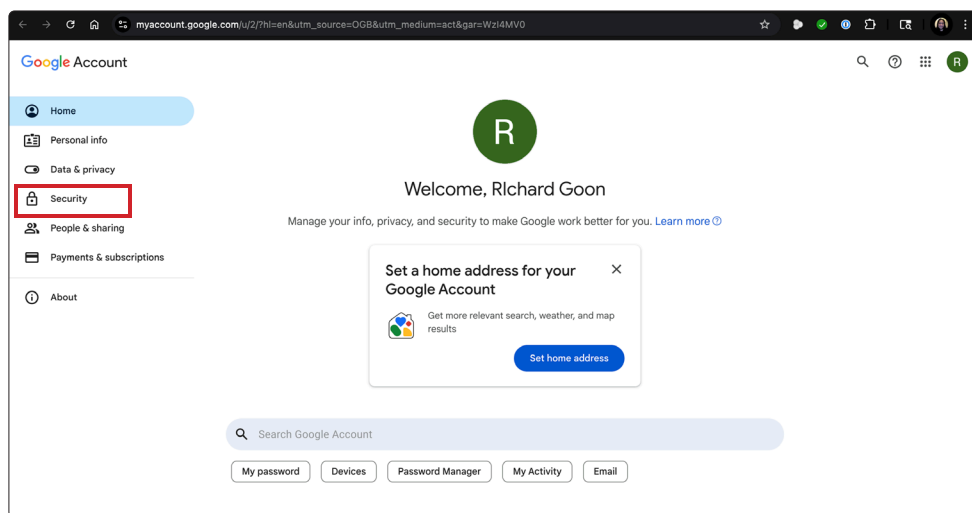 myaccount.google.com/u/2/?hl=en&utm_source=OGB&utm_medium=act&gar=WzI4MV0
Google Account
R
Home
Personal info
Data & privacy
Security
People & sharing
Payments & subscriptions
About
R
Welcome, RIchard Goon
Manage your info, privacy, and security to make Google work better for you. Learn more
Set a home address for your
Google Account
Get more relevant search, weather, and map
results
Set home address
Search Google Account
My password Devices Password Manager My Activity Email